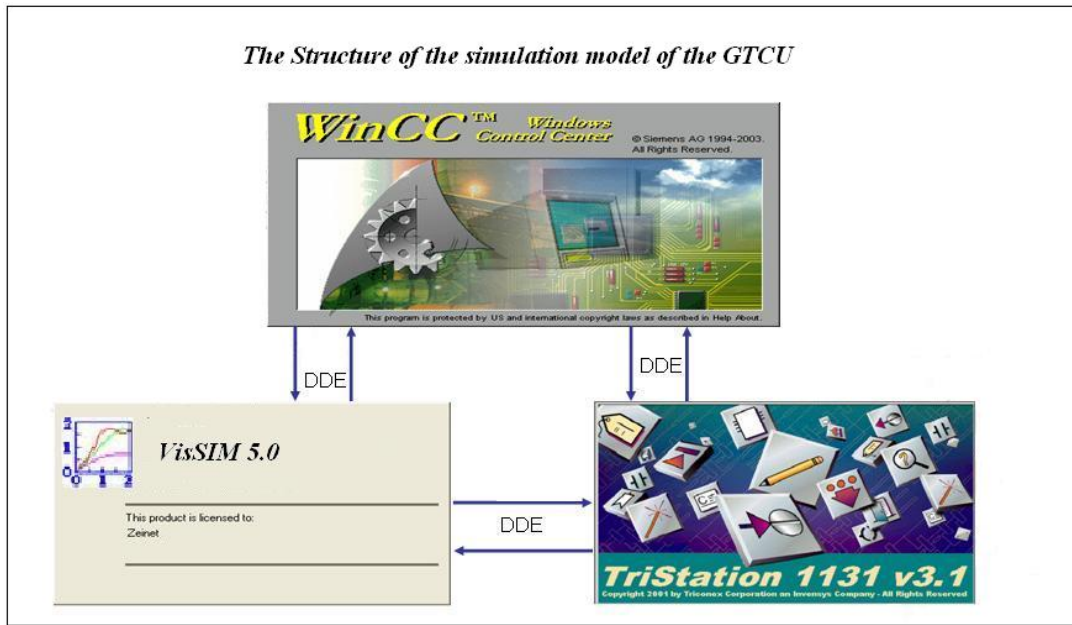 The Structure of the simulation model of the GTCU
WinCC™ Windows
Control Center
© Siemens AG 1994-2003.
All Rights Reserved.
This program is protected by US and international copyright laws as described in Help About.
DDE
DDE
VisSIM 5.0
This product is licensed to:
Zeinet
DDE
TriStation 1131 v3.1
Copyright 2001 by Triconex Corporation an Invensys Company - All Rights Reserved